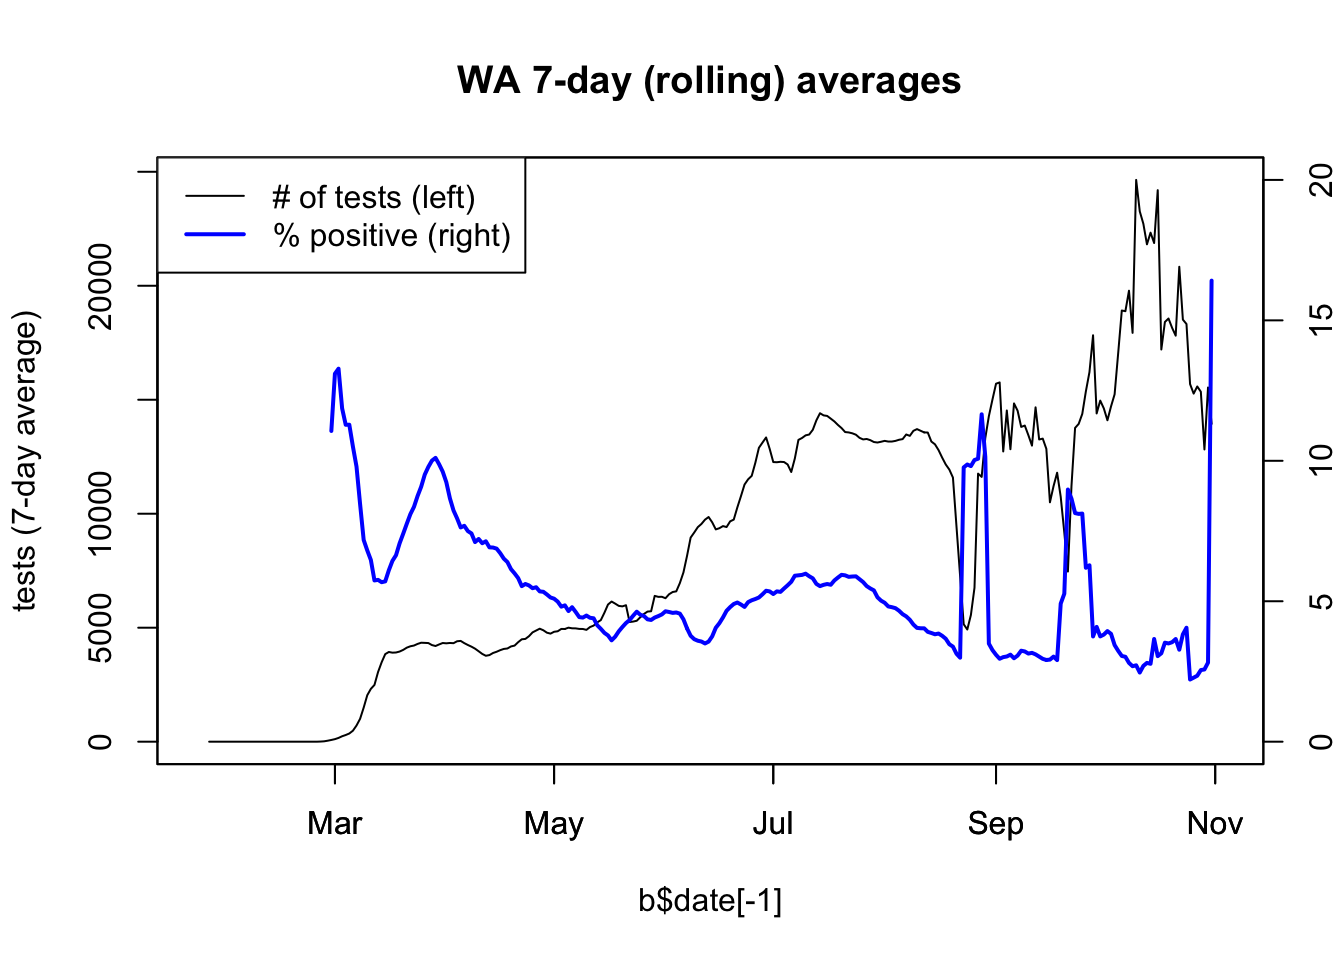 WA 7-day (rolling) averages
# of tests (left)
% positive (right)
tests (7-day average)
20000
10000
5000
0
20
15
10
5
0
Mar May Jul Sep Nov
b$date[-1]